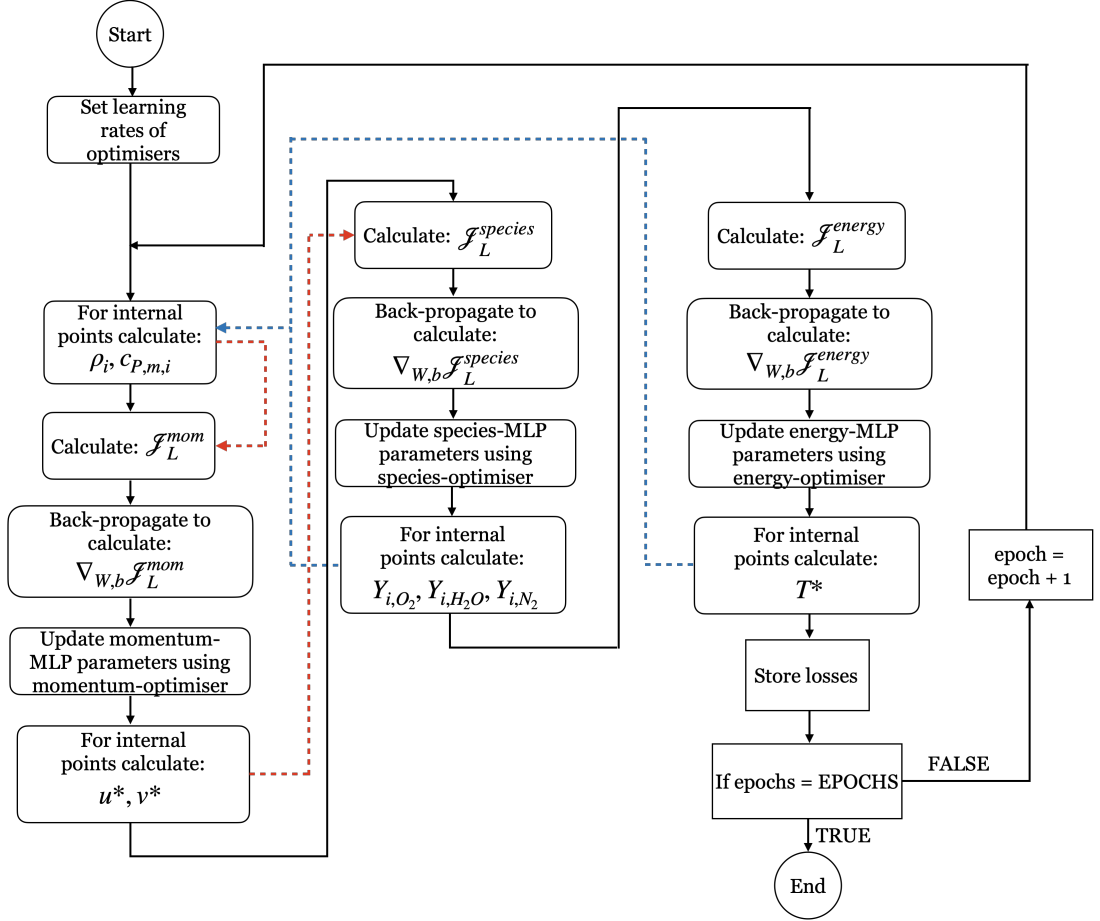 Start
Set learning
rates of
optimisers
For internal
points calculate:
ρᵢ, c_{P,m,i}
Calculate: 𝒥_L^{mom}
Back-propagate to
calculate:
∇_{W,b}𝒥_L^{mom}
Update momentum-
MLP parameters using
momentum-optimiser
For internal
points calculate:
u*, v*
Calculate: 𝒥_L^{species}
Back-propagate to
calculate:
∇_{W,b}𝒥_L^{species}
Update species-MLP
parameters using
species-optimiser
For internal
points calculate:
Y_{i,O₂}, Y_{i,H₂O}, Y_{i,N₂}
Calculate: 𝒥_L^{energy}
Back-propagate to
calculate:
∇_{W,b}𝒥_L^{energy}
Update energy-MLP
parameters using
energy-optimiser
For internal
points calculate:
T*
Store losses
If epochs = EPOCHS
FALSE
TRUE
End
epoch =
epoch + 1